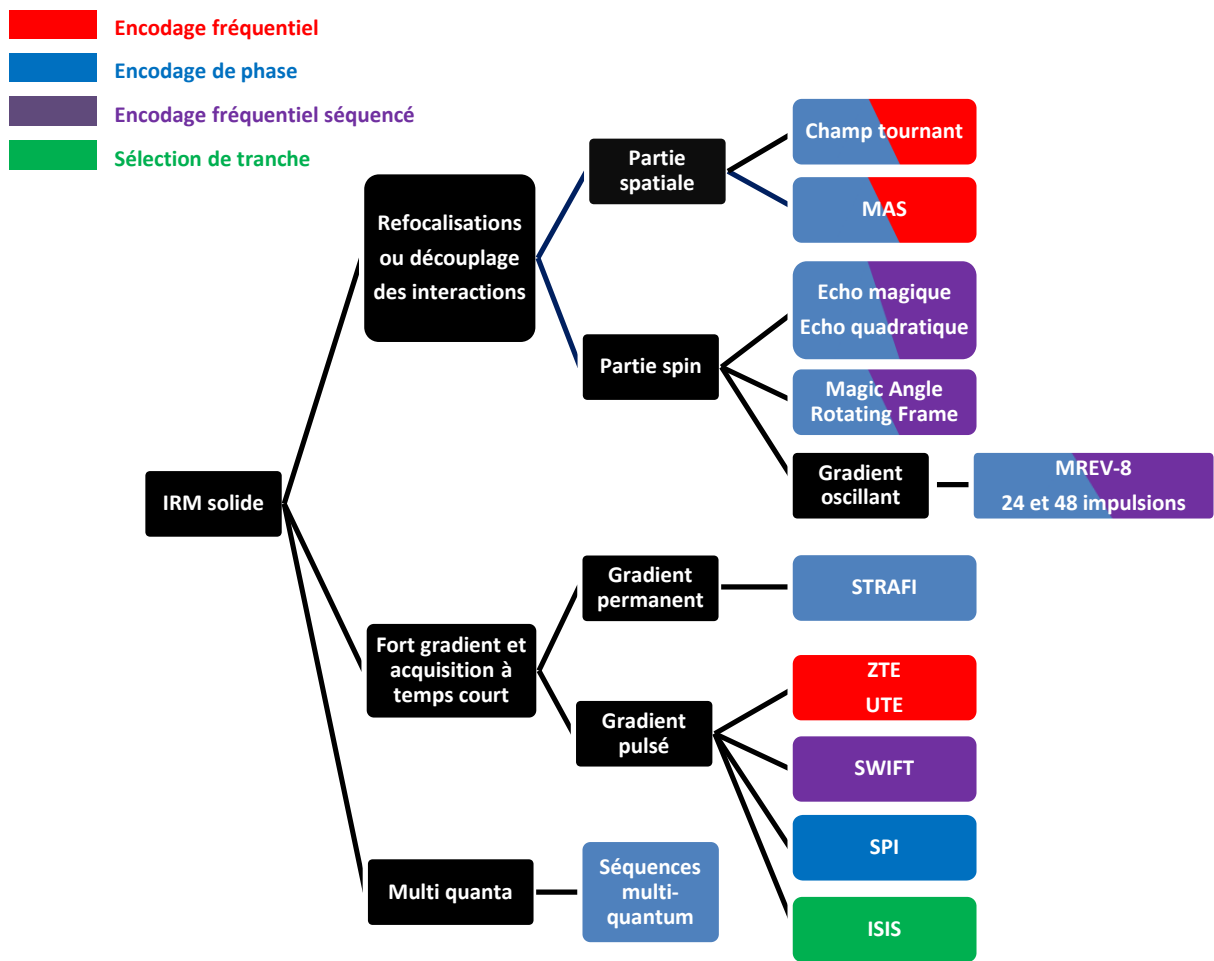 Encodage fréquentiel
Encodage de phase
Encodage fréquentiel séquencé
Sélection de tranche
IRM solide
Refocalisations
ou découplage
des interactions
Partie
spatiale
Champ tournant
MAS
Partie spin
Echo magique
Echo quadratique
Magic Angle
Rotating Frame
Gradient
oscillant
MREV-8
24 et 48 impulsions
Fort gradient et
acquisition à
temps court
Gradient
permanent
STRAFI
Gradient
pulsé
ZTE
UTE
SWIFT
SPI
ISIS
Multi quanta
Séquences
multi-
quantum